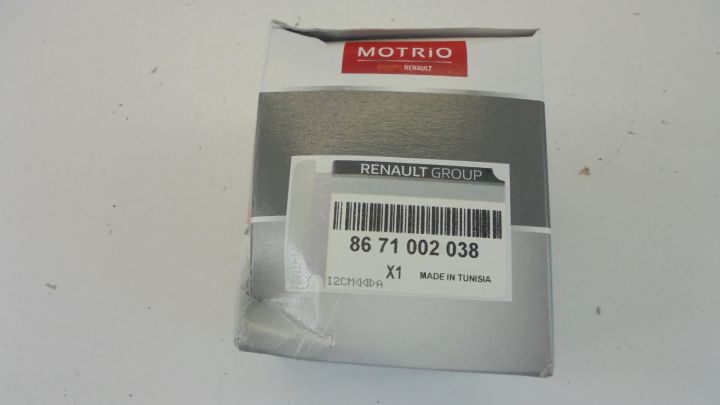 MOTRIO
RENAULT
RENAULT GROUP
86 71 002 038
X1 MADE IN TUNISIA